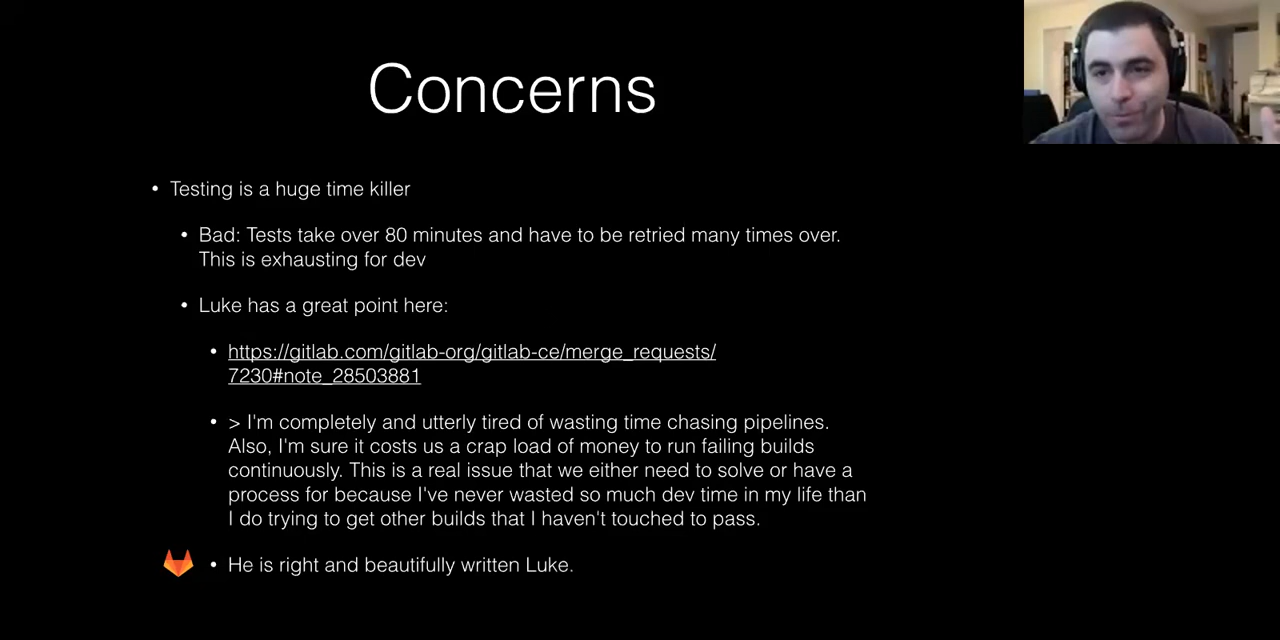 Concerns
• Testing is a huge time killer
• Bad: Tests take over 80 minutes and have to be retried many times over.
This is exhausting for dev
• Luke has a great point here:
• https://gitlab.com/gitlab-org/gitlab-ce/merge_requests/
7230#note_28503881
• > I'm completely and utterly tired of wasting time chasing pipelines.
Also, I'm sure it costs us a crap load of money to run failing builds
continuously. This is a real issue that we either need to solve or have a
process for because I've never wasted so much dev time in my life than
I do trying to get other builds that I haven't touched to pass.
• He is right and beautifully written Luke.